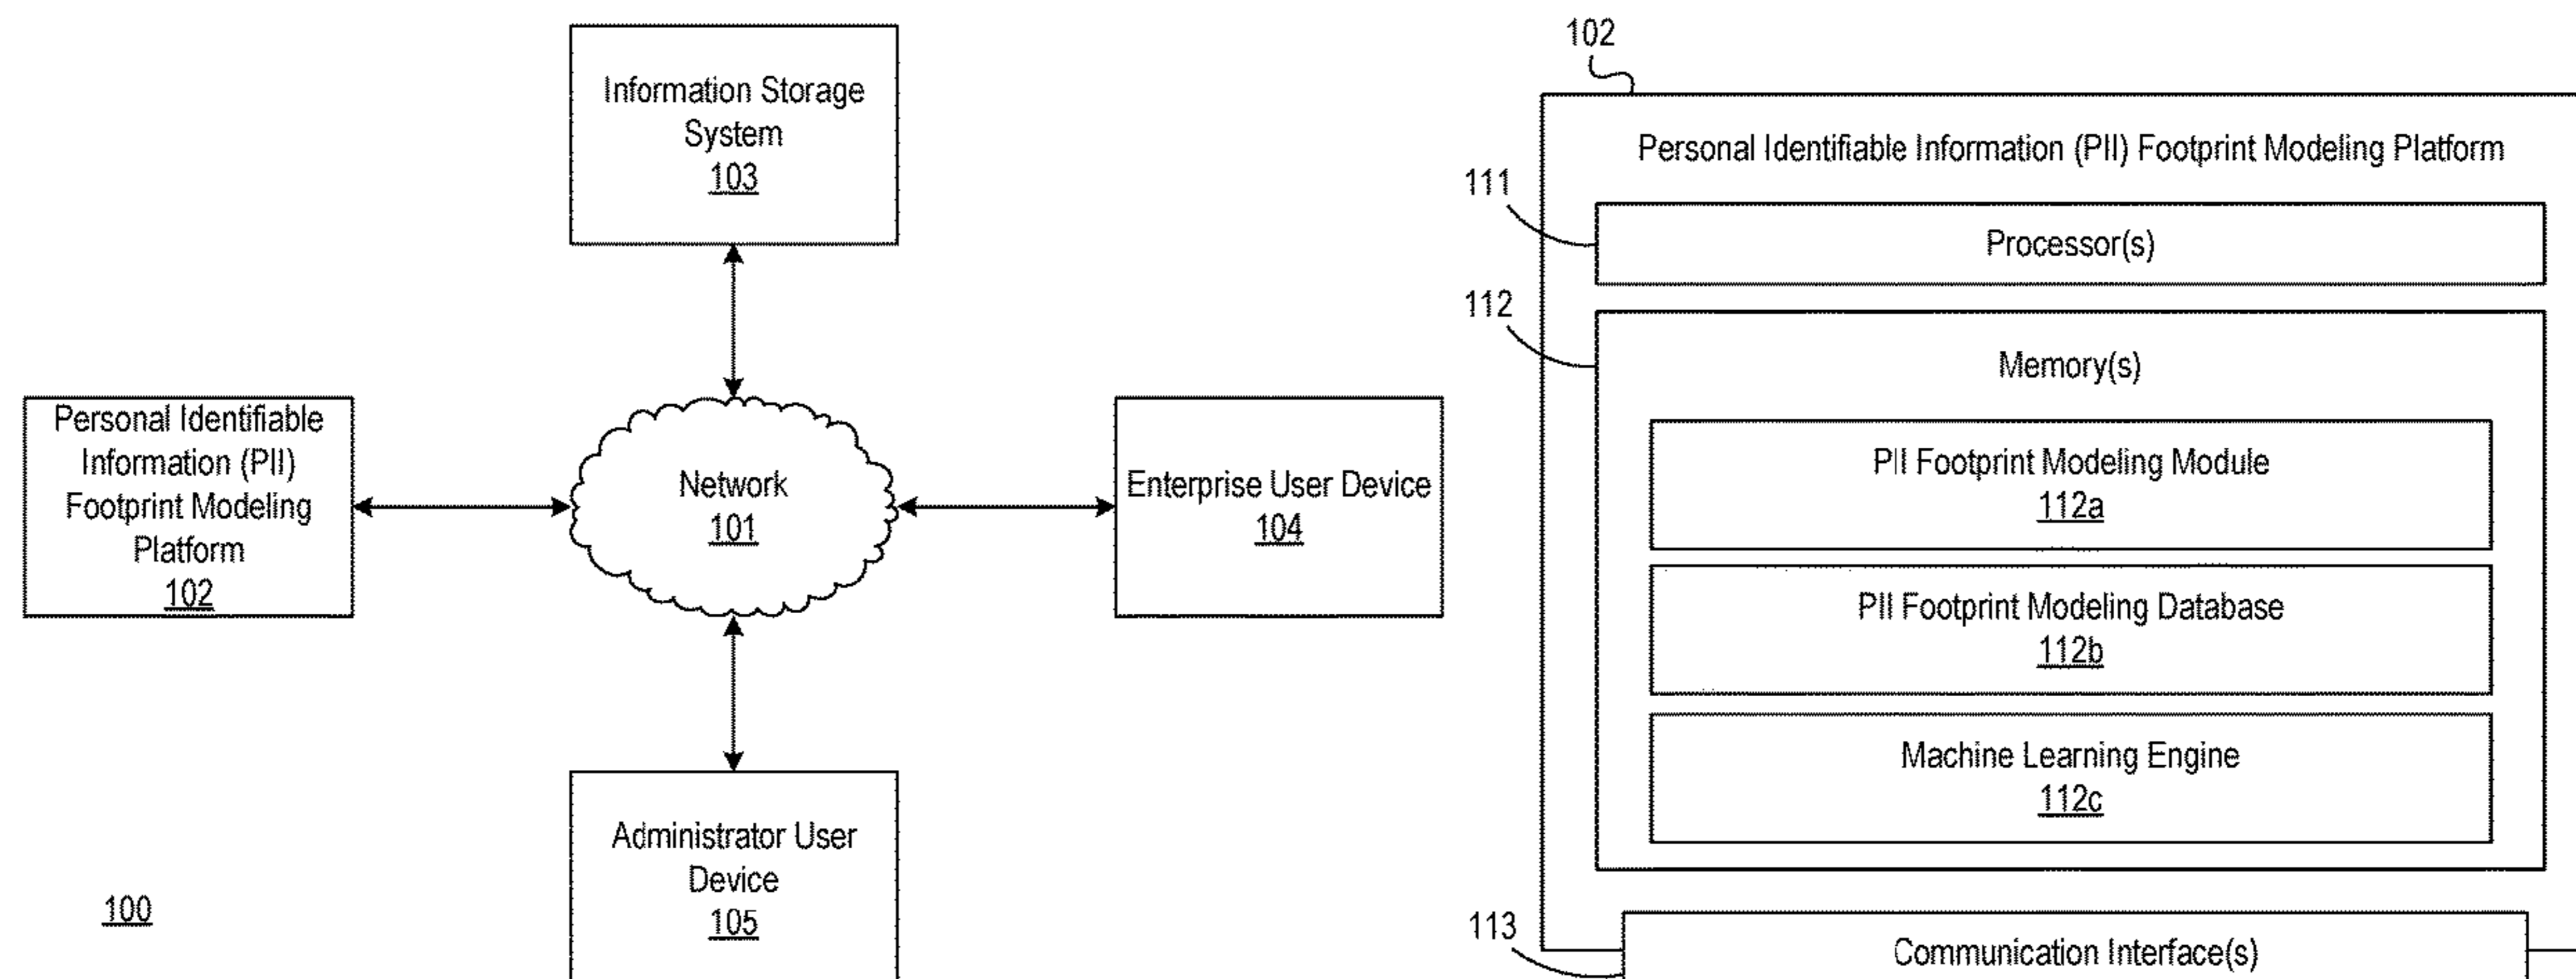 Information Storage
System
103
Personal Identifiable
Information (PII)
Footprint Modeling
Platform
102
Network
101
Enterprise User Device
104
Administrator User
Device
105
100
102
Personal Identifiable Information (PII) Footprint Modeling Platform
111
Processor(s)
112
Memory(s)
PII Footprint Modeling Module
112a
PII Footprint Modeling Database
112b
Machine Learning Engine
112c
113
Communication Interface(s)